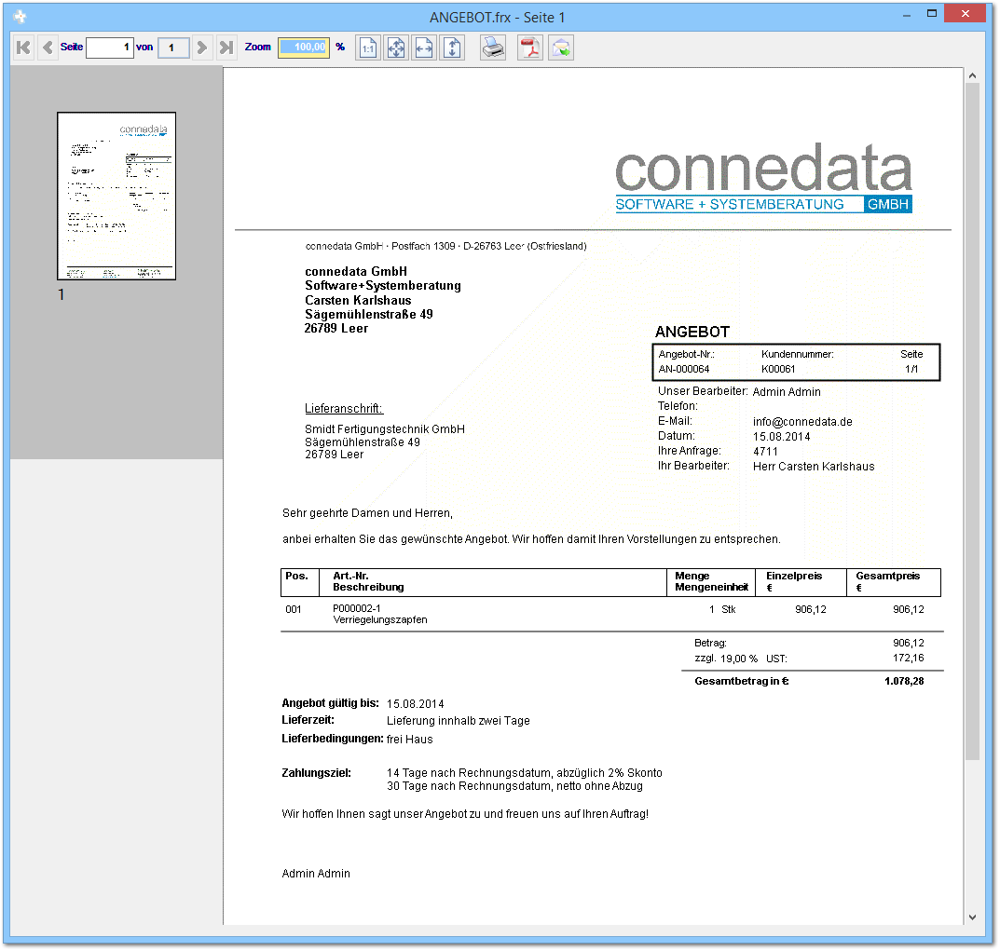 ANGEBOT.frx - Seite 1
Seite 1 von 1 Zoom 100,00 %
1:1
1
connedata
SOFTWARE + SYSTEMBERATUNG GMBH
connedata GmbH · Postfach 1309 · D-26763 Leer (Ostfriesland)
connedata GmbH
Software+Systemberatung
Carsten Karlshaus
Sägemühlenstraße 49
26789 Leer
ANGEBOT
Angebot-Nr.: Kundennummer: Seite
AN-000064 K00061 1/1
Unser Bearbeiter: Admin Admin
Telefon:
E-Mail: info@connedata.de
Datum: 15.08.2014
Ihre Anfrage: 4711
Ihr Bearbeiter: Herr Carsten Karlshaus
Lieferanschrift:
Smidt Fertigungstechnik GmbH
Sägemühlenstraße 49
26789 Leer
Sehr geehrte Damen und Herren,
anbei erhalten Sie das gewünschte Angebot. Wir hoffen damit Ihren Vorstellungen zu entsprechen.
Pos. Art.-Nr. Menge Einzelpreis Gesamtpreis
Beschreibung Mengeneinheit € €
001 P000002-1 1 Stk 906,12 906,12
Verriegelungszapfen
Betrag: 906,12
zzgl. 19,00 % UST: 172,16
Gesamtbetrag in €: 1.078,28
Angebot gültig bis: 15.08.2014
Lieferzeit: Lieferung innhalb zwei Tage
Lieferbedingungen: frei Haus
Zahlungsziel: 14 Tage nach Rechnungsdatum, abzüglich 2% Skonto
30 Tage nach Rechnungsdatum, netto ohne Abzug
Wir hoffen Ihnen sagt unser Angebot zu und freuen uns auf Ihren Auftrag!
Admin Admin